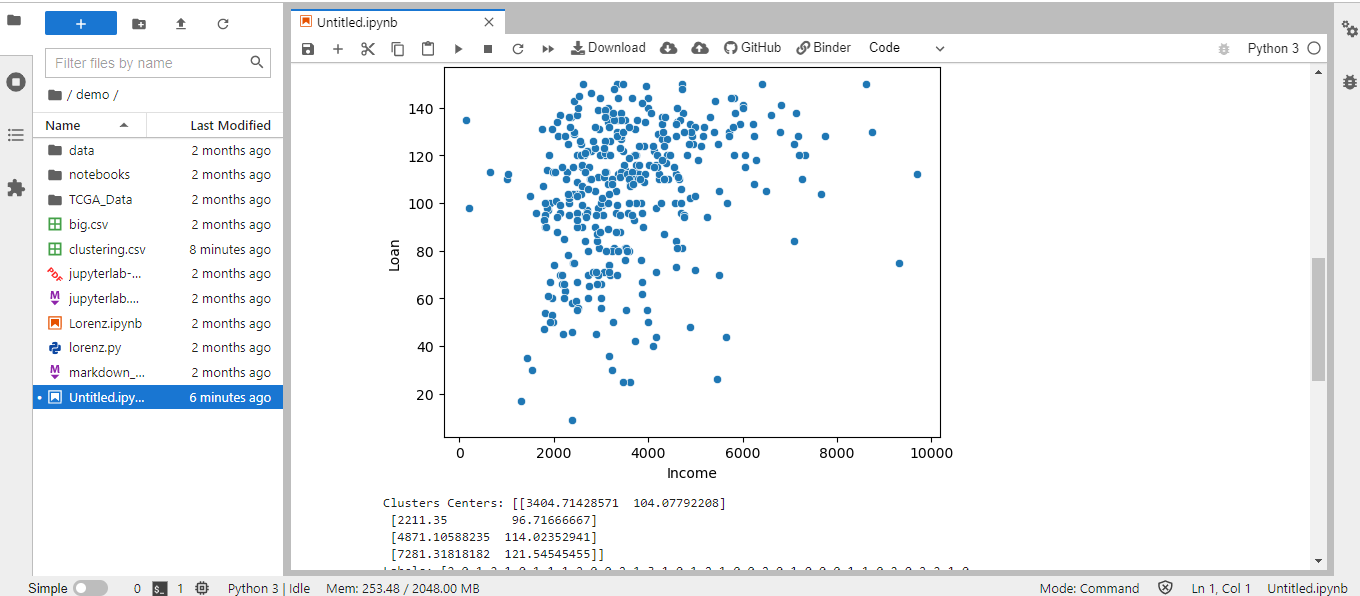 Untitled.ipynb
Filter files by name
Download GitHub Binder Code Python 3
/ demo /
Name Last Modified
data 2 months ago
notebooks 2 months ago
TCGA_Data 2 months ago
big.csv 2 months ago
clustering.csv 8 minutes ago
jupyterlab-... 2 months ago
jupyterlab.... 2 months ago
Lorenz.ipynb 2 months ago
lorenz.py 2 months ago
markdown_... 2 months ago
Untitled.ipy... 6 minutes ago
140
120
100
80
60
40
20
Loan
0 2000 4000 6000 8000 10000
Income
Clusters Centers: [[3404.71428571 104.07792208]
[2211.35 96.71666667]
[4871.10588235 114.02352941]
[7281.31818182 121.54545455]]
Simple 0 $_ 1 Python 3 | Idle Mem: 253.48 / 2048.00 MB Mode: Command Ln 1, Col 1 Untitled.ipynb